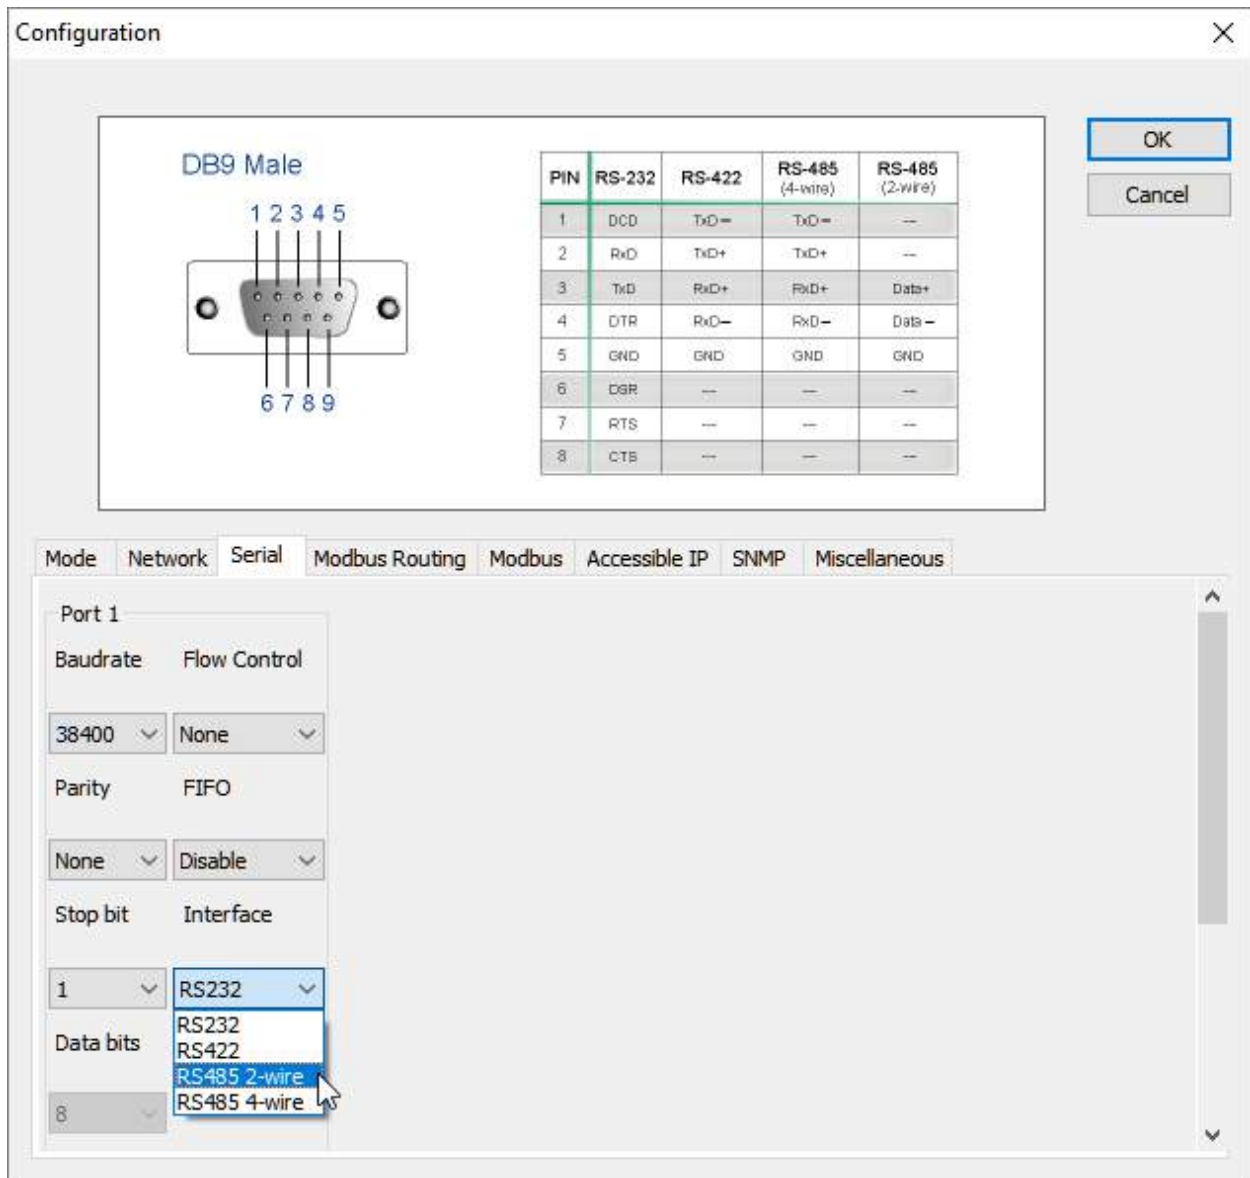 Configuration
OK
Cancel
DB9 Male
1 2 3 4 5
6 7 8 9
PIN RS-232 RS-422 RS-485 (4-wire) RS-485 (2-wire)
1 DCD TxD− TxD− ---
2 RxD TxD+ TxD+ ---
3 TxD RxD+ RxD+ Data+
4 DTR RxD− RxD− Data−
5 GND GND GND GND
6 DSR --- --- ---
7 RTS --- --- ---
8 CTS --- --- ---
Mode Network Serial Modbus Routing Modbus Accessible IP SNMP Miscellaneous
Port 1
Baudrate Flow Control
38400 None
Parity FIFO
None Disable
Stop bit Interface
1 RS232
RS232
Data bits RS422
RS485 2-wire
8 RS485 4-wire